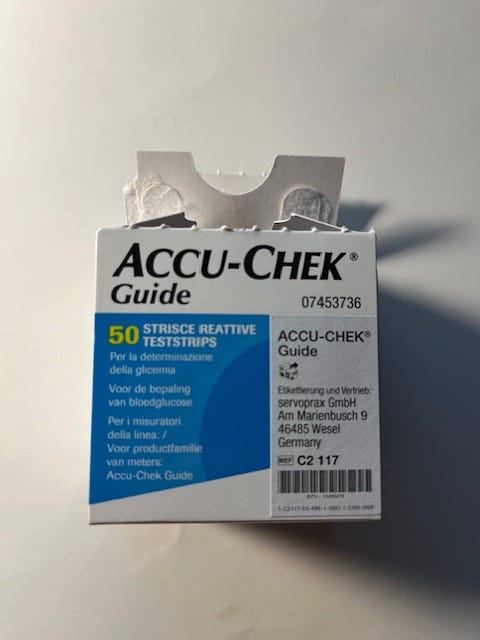 ACCU-CHEK®
Guide
07453736
50 STRISCE REATTIVE
TESTSTRIPS
Per la determinazione
della glicemia
Voor de bepaling
van bloedglucose
Per i misuratori
della linea: /
Voor productfamilie
van meters:
Accu-Chek Guide
ACCU-CHEK®
Guide
Etikettierung und Vertrieb:
servoprax GmbH
Am Marienbusch 9
46485 Wesel
Germany
REF C2 117